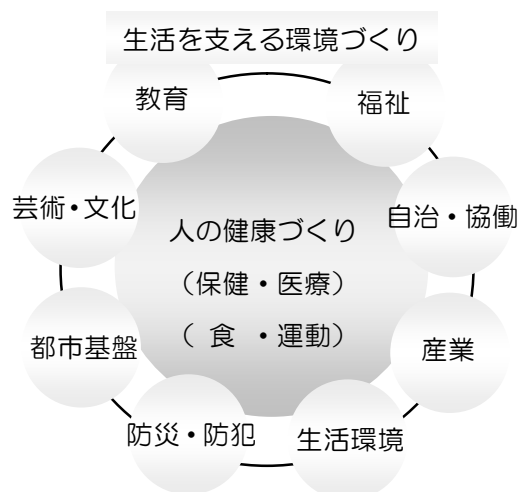 生活を支える環境づくり
教育
福祉
芸術・文化
自治・協働
人の健康づくり
（保健・医療）
（ 食 ・運動）
都市基盤
産業
防災・防犯
生活環境